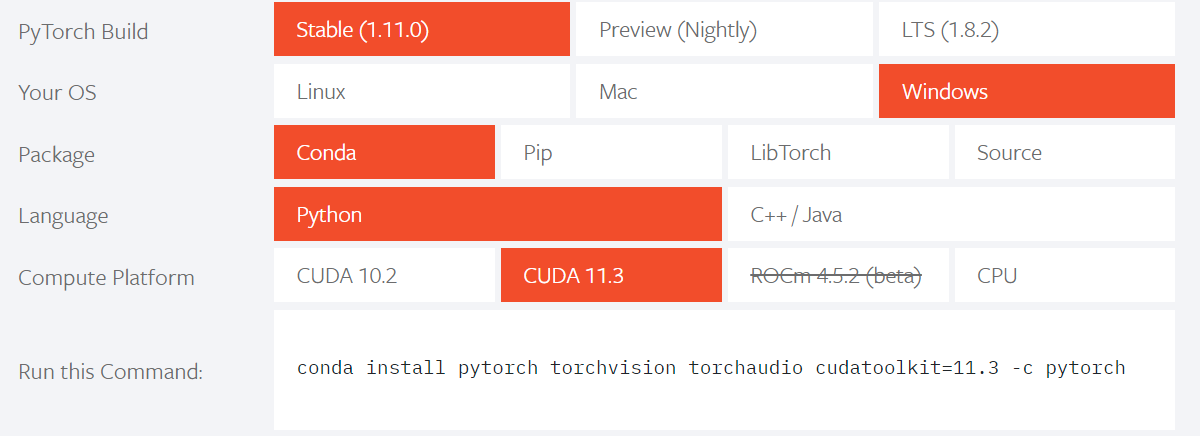 PyTorch Build Stable (1.11.0) Preview (Nightly) LTS (1.8.2)
Your OS Linux Mac Windows
Package Conda Pip LibTorch Source
Language Python C++ / Java
Compute Platform CUDA 10.2 CUDA 11.3 ROCm 4.5.2 (beta) CPU
Run this Command: conda install pytorch torchvision torchaudio cudatoolkit=11.3 -c pytorch